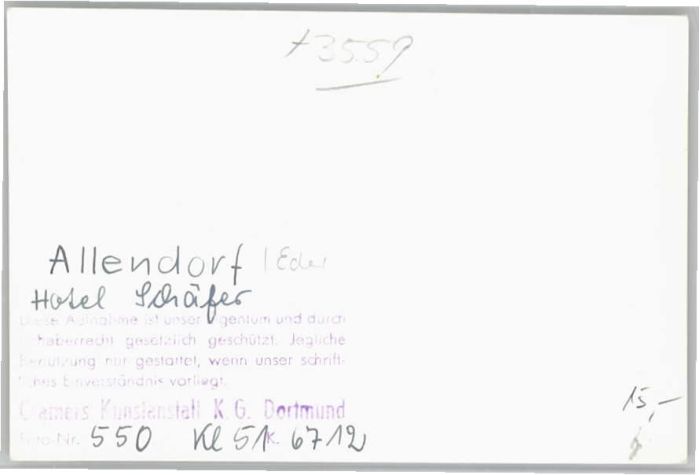 +3559
Allendorf | Eder
Hotel Schäfer
Diese Aufnahme ist unser Eigentum und durch
Urheberrecht gesetzlich geschützt. Jegliche
Benutzung nur gestattet, wenn unser schrift-
liches Einverständnis vorliegt.
Cramers Kunstanstalt K.G. Dortmund
Foto-Nr. 550 Kl 51 K. 6712
15,-